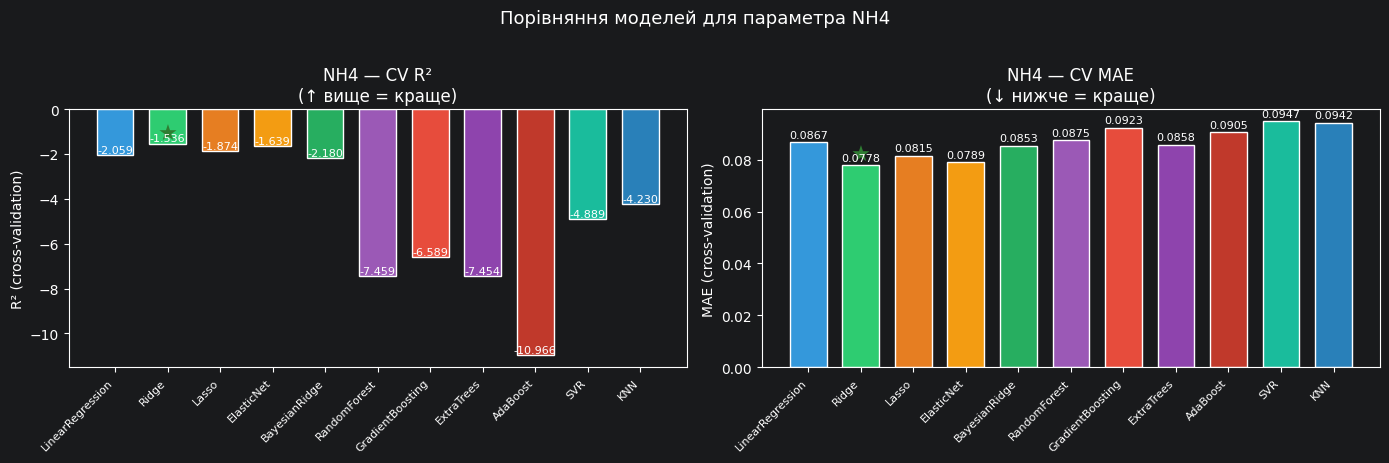 Порівняння моделей для параметра NH4
NH4 — CV R²
(↑ вище = краще)
R² (cross-validation)
0
−2
−4
−6
−8
−10
-2.059
-1.536
-1.874
-1.639
-2.180
-7.459
-6.589
-7.454
-10.966
-4.889
-4.230
LinearRegression
Ridge
Lasso
ElasticNet
BayesianRidge
RandomForest
GradientBoosting
ExtraTrees
AdaBoost
SVR
KNN
NH4 — CV MAE
(↓ нижче = краще)
MAE (cross-validation)
0.08
0.06
0.04
0.02
0.00
0.0867
0.0778
0.0815
0.0789
0.0853
0.0875
0.0923
0.0858
0.0905
0.0947
0.0942
LinearRegression
Ridge
Lasso
ElasticNet
BayesianRidge
RandomForest
GradientBoosting
ExtraTrees
AdaBoost
SVR
KNN